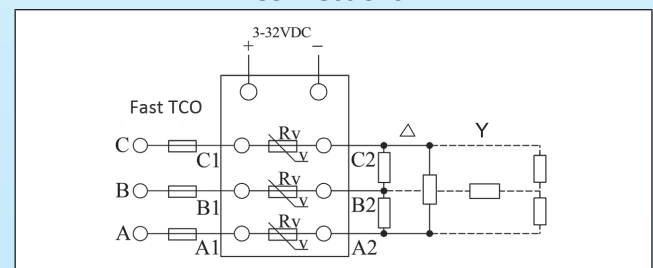 3-32VDC
+ −
Fast TCO
△ Y
C C1 Rv v C2
B B1 Rv v B2
A A1 Rv v A2